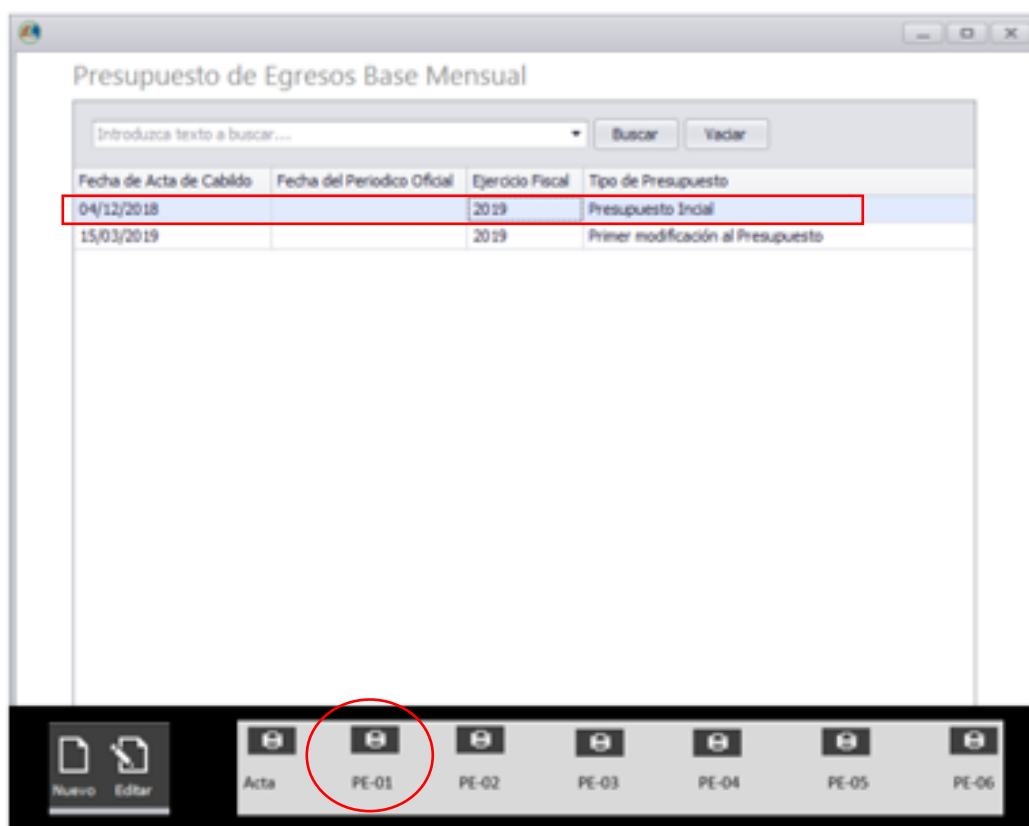 Presupuesto de Egresos Base Mensual
Introduzca texto a buscar... Buscar Vaciar
Fecha de Acta de Cabildo Fecha del Periodico Oficial Ejercicio Fiscal Tipo de Presupuesto
04/12/2018 2019 Presupuesto Incial
15/03/2019 2019 Primer modificación al Presupuesto
Nuevo Editar Acta PE-01 PE-02 PE-03 PE-04 PE-05 PE-06